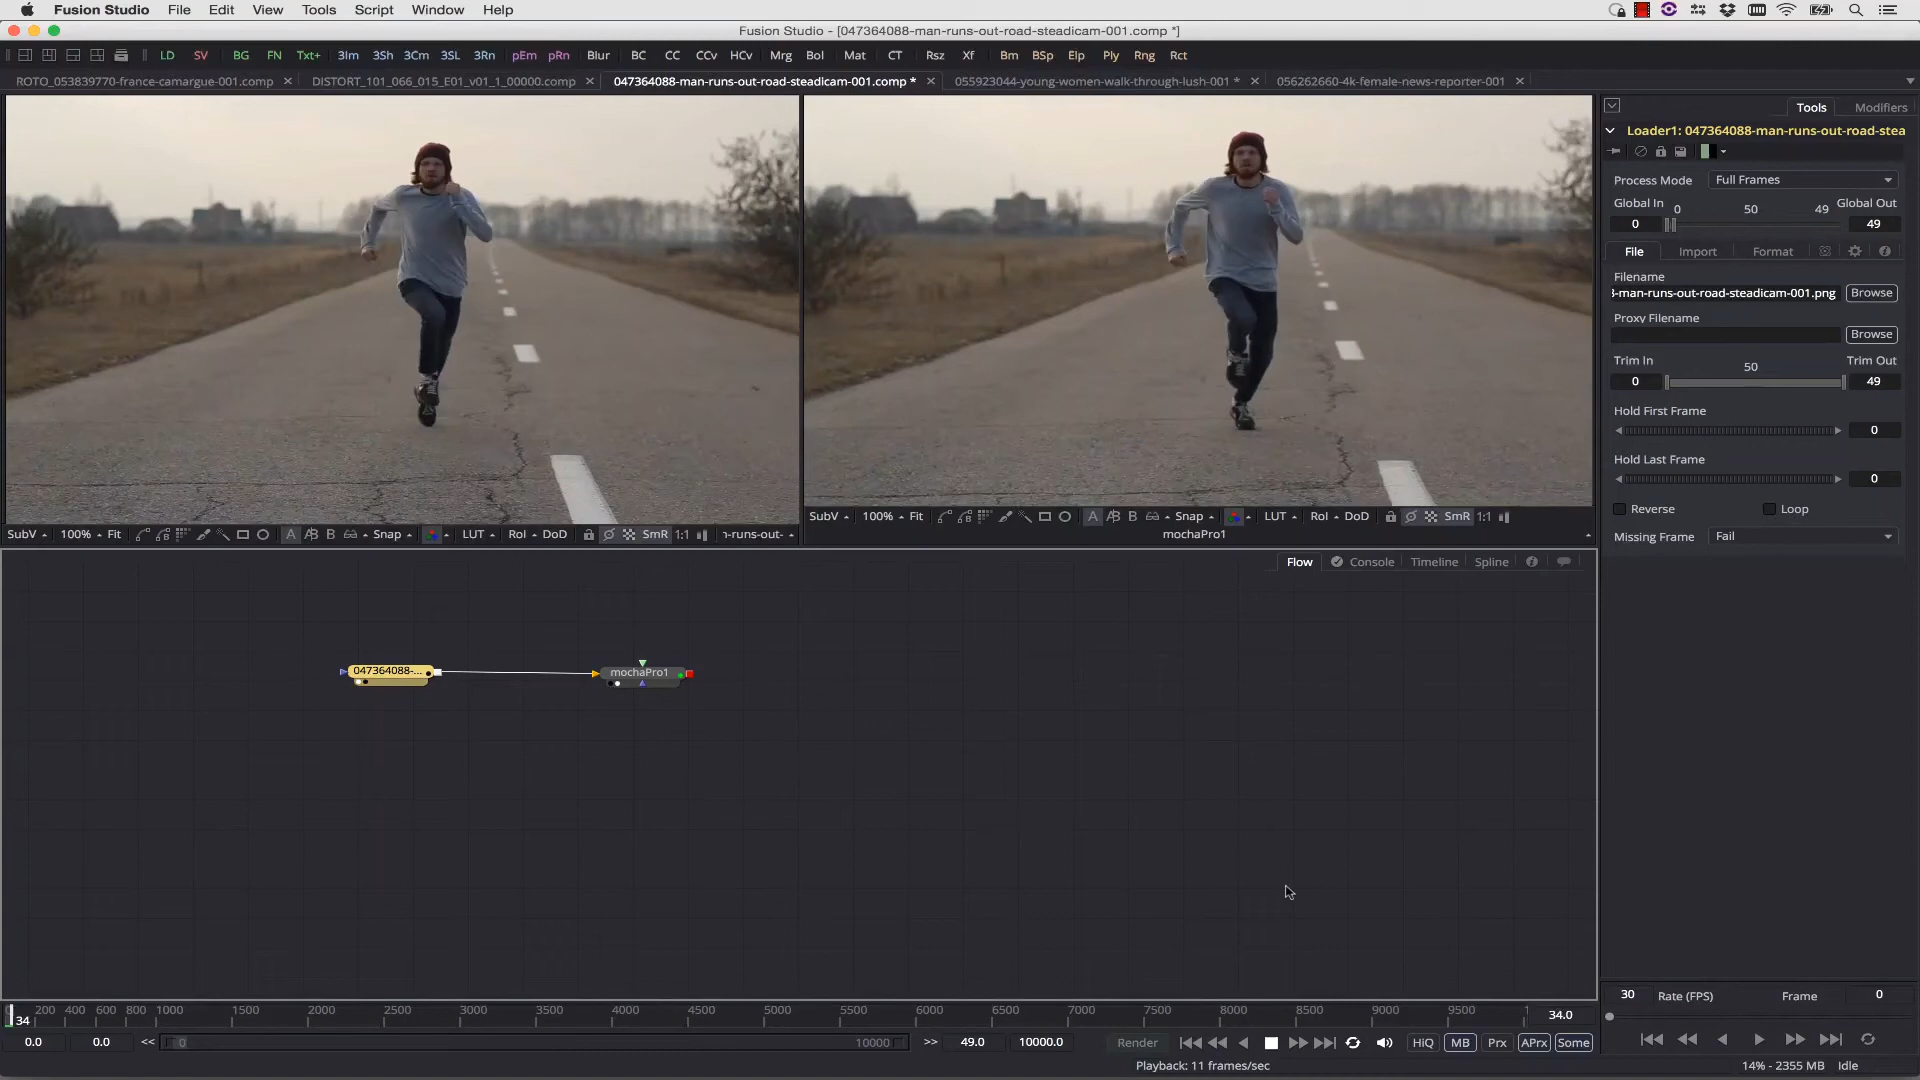 Fusion Studio File Edit View Tools Script Window Help
Fusion Studio - [047364088-man-runs-out-road-steadicam-001.comp *]
LD SV BG FN Txt+ 3Im 3Sh 3Cm 3SL 3Rn pEm pRn Blur BC CC CCv HCv Mrg Bol Mat CT Rsz Xf Bm BSp Elp Ply Rng Rct
ROTO_053839770-france-camargue-001.comp DISTORT_101_066_015_E01_v01_1_00000.comp 047364088-man-runs-out-road-steadicam-001.comp * 055923044-young-women-walk-through-lush-001 * 056262660-4k-female-news-reporter-001
Tools Modifiers
Loader1: 047364088-man-runs-out-road-stea
Process Mode Full Frames
Global In 0 50 49 Global Out
0 49
File Import Format
Filename
-man-runs-out-road-steadicam-001.png Browse
Proxy Filename
Browse
Trim In 50 Trim Out
0 49
Hold First Frame
0
Hold Last Frame
0
Reverse Loop
Missing Frame Fail
SubV 100% Fit A B Snap LUT RoI DoD SmR 1:1 -runs-out-
SubV 100% Fit A B Snap LUT RoI DoD SmR 1:1
mochaPro1
Flow Console Timeline Spline
047364088-... mochaPro1
200 400 600 800 1000 1500 2000 2500 3000 3500 4000 4500 5000 5500 6000 6500 7000 7500 8000 8500 9000 9500 34.0
34
0.0 0.0 << 0 10000 >> 49.0 10000.0 Render HiQ MB Prx APrx Some
Playback: 11 frames/sec
30 Rate (FPS) Frame 0
14% - 2355 MB Idle